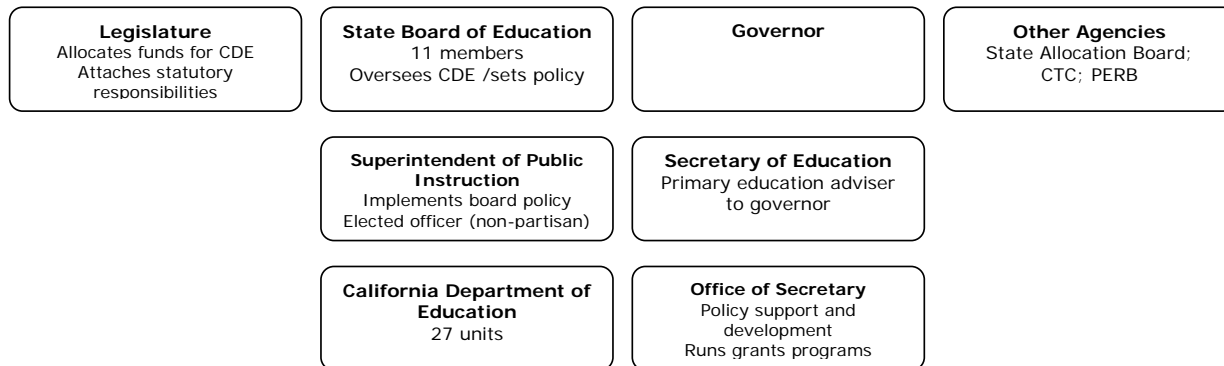 Legislature
Allocates funds for CDE
Attaches statutory
responsibilities
State Board of Education
11 members
Oversees CDE /sets policy
Governor
Other Agencies
State Allocation Board;
CTC; PERB
Superintendent of Public
Instruction
Implements board policy
Elected officer (non-partisan)
Secretary of Education
Primary education adviser
to governor
California Department of
Education
27 units
Office of Secretary
Policy support and
development
Runs grants programs